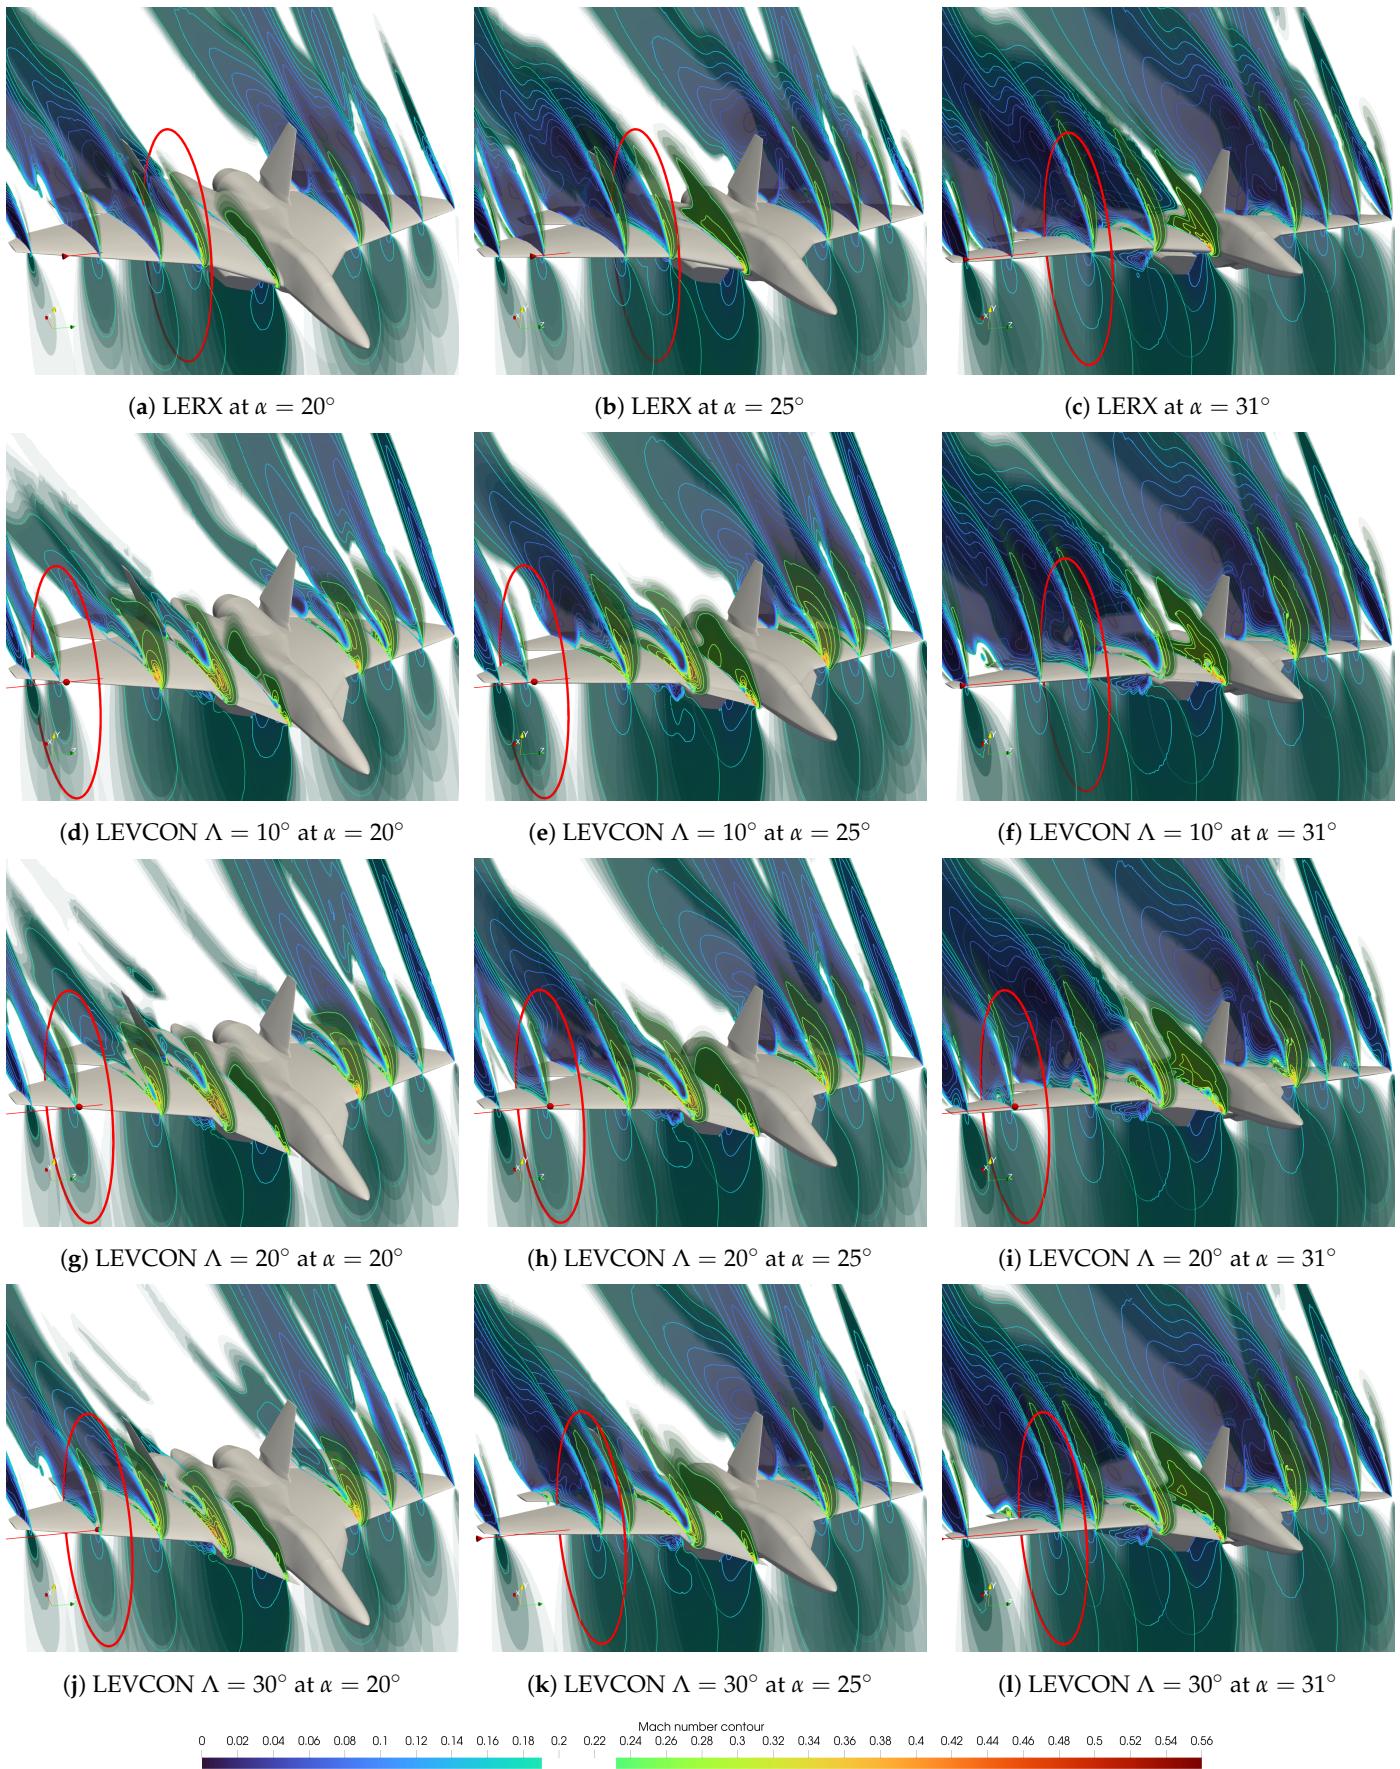 (a) LERX at α = 20°
(b) LERX at α = 25°
(c) LERX at α = 31°
(d) LEVCON Λ = 10° at α = 20°
(e) LEVCON Λ = 10° at α = 25°
(f) LEVCON Λ = 10° at α = 31°
(g) LEVCON Λ = 20° at α = 20°
(h) LEVCON Λ = 20° at α = 25°
(i) LEVCON Λ = 20° at α = 31°
(j) LEVCON Λ = 30° at α = 20°
(k) LEVCON Λ = 30° at α = 25°
(l) LEVCON Λ = 30° at α = 31°
Mach number contour
0 0.02 0.04 0.06 0.08 0.1 0.12 0.14 0.16 0.18 0.2 0.22 0.24 0.26 0.28 0.3 0.32 0.34 0.36 0.38 0.4 0.42 0.44 0.46 0.48 0.5 0.52 0.54 0.56